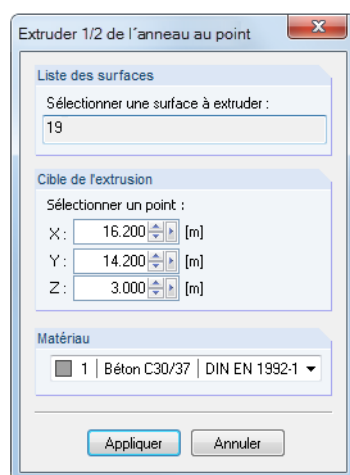 Extruder 1/2 de l´anneau au point
Liste des surfaces
Sélectionner une surface à extruder :
19
Cible de l'extrusion
Sélectionner un point :
X : 16.200 [m]
Y : 14.200 [m]
Z : 3.000 [m]
Matériau
1 | Béton C30/37 | DIN EN 1992-1
Appliquer Annuler